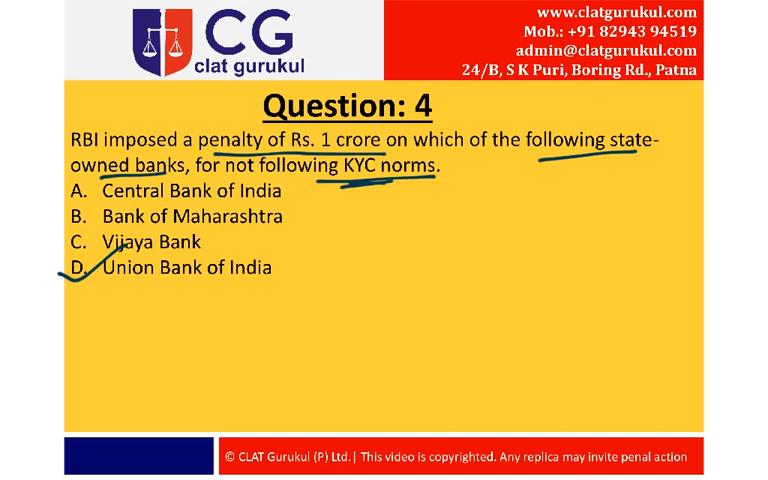 CG
clat gurukul
www.clatgurukul.com
Mob.: +91 82943 94519
admin@clatgurukul.com
24/B, S K Puri, Boring Rd., Patna
Question: 4
RBI imposed a penalty of Rs. 1 crore on which of the following state-
owned banks, for not following KYC norms.
A. Central Bank of India
B. Bank of Maharashtra
C. Vijaya Bank
D. Union Bank of India
© CLAT Gurukul (P) Ltd.| This video is copyrighted. Any replica may invite penal action